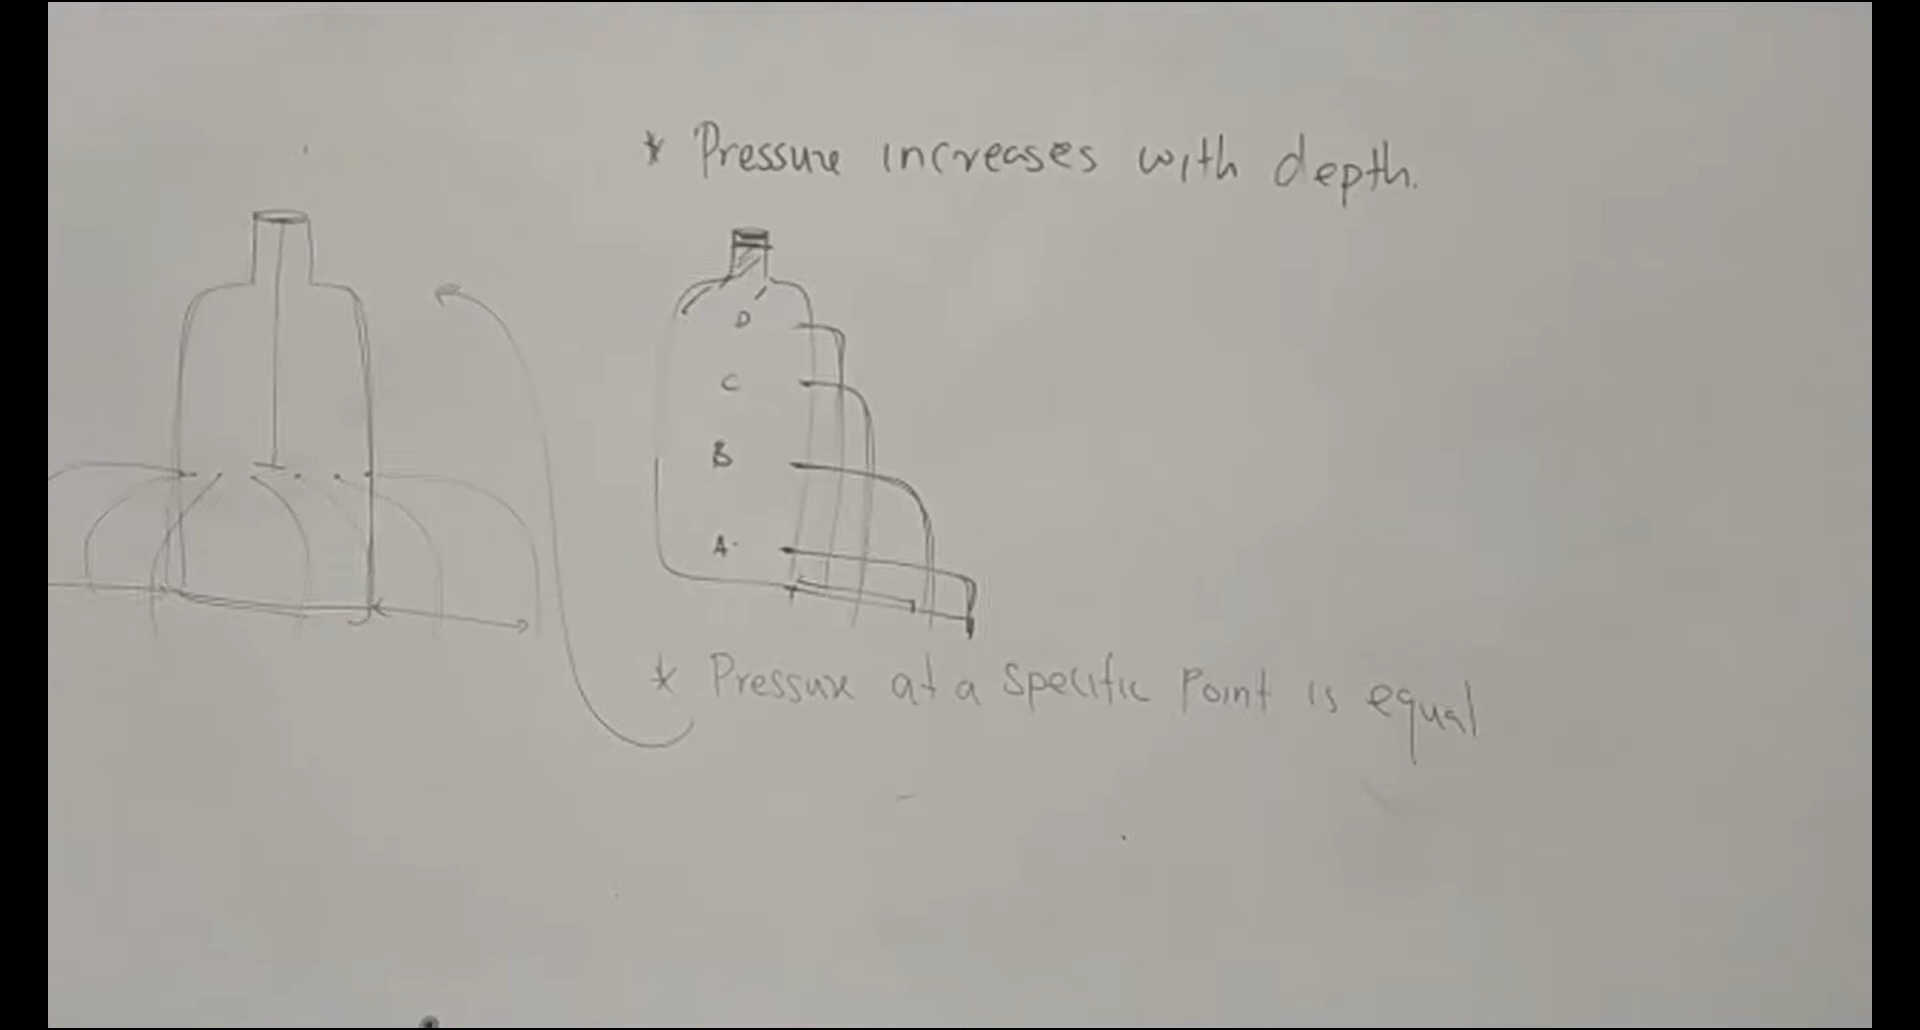 * Pressure increases with depth.
D
C
B
A
* Pressure at a specific point is equal